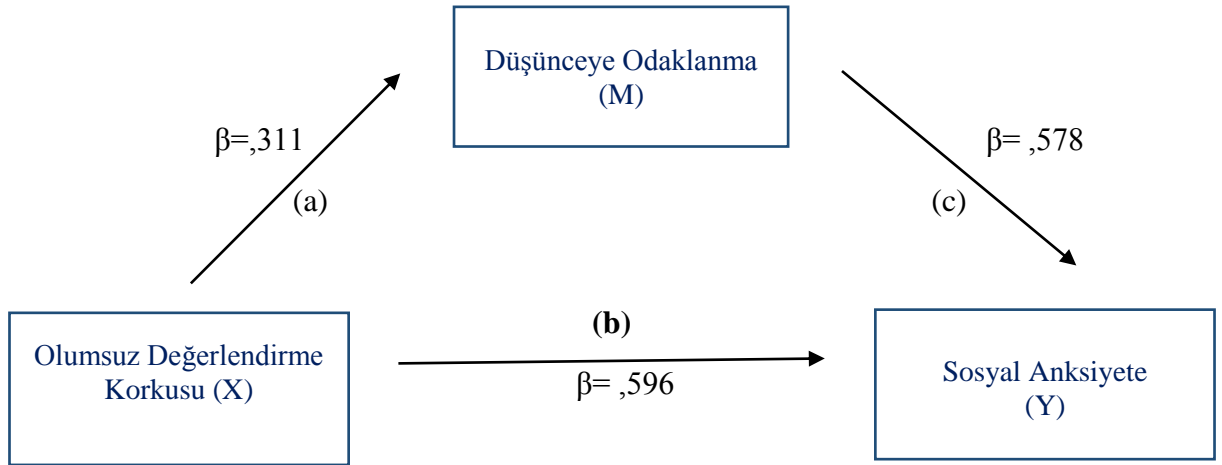 Düşünceye Odaklanma
(M)
β=,311
β= ,578
(a)
(c)
(b)
Olumsuz Değerlendirme
Korkusu (X)
β= ,596
Sosyal Anksiyete
(Y)